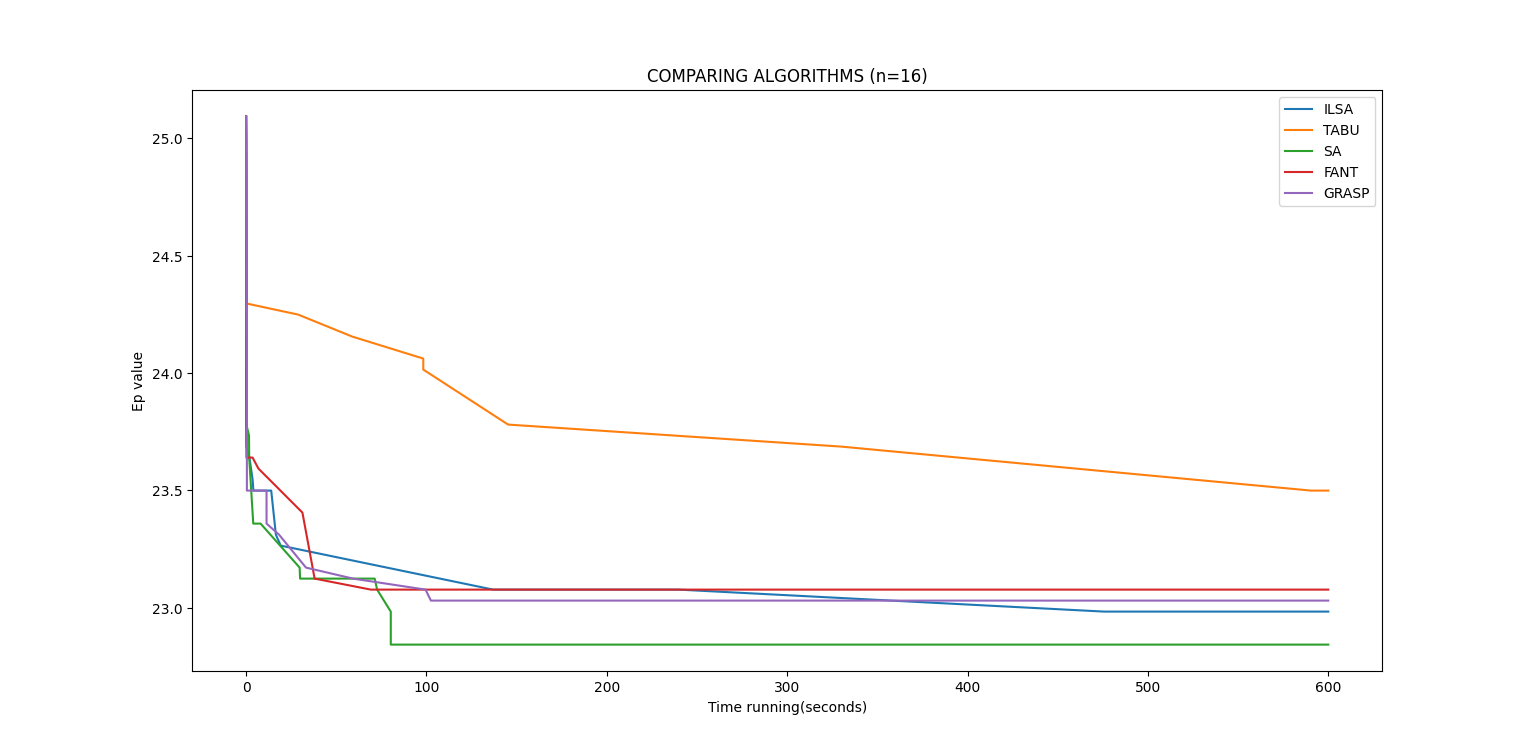 COMPARING ALGORITHMS (n=16)
ILSA
TABU
SA
FANT
GRASP
25.0
24.5
24.0
23.5
23.0
Ep value
0 100 200 300 400 500 600
Time running(seconds)